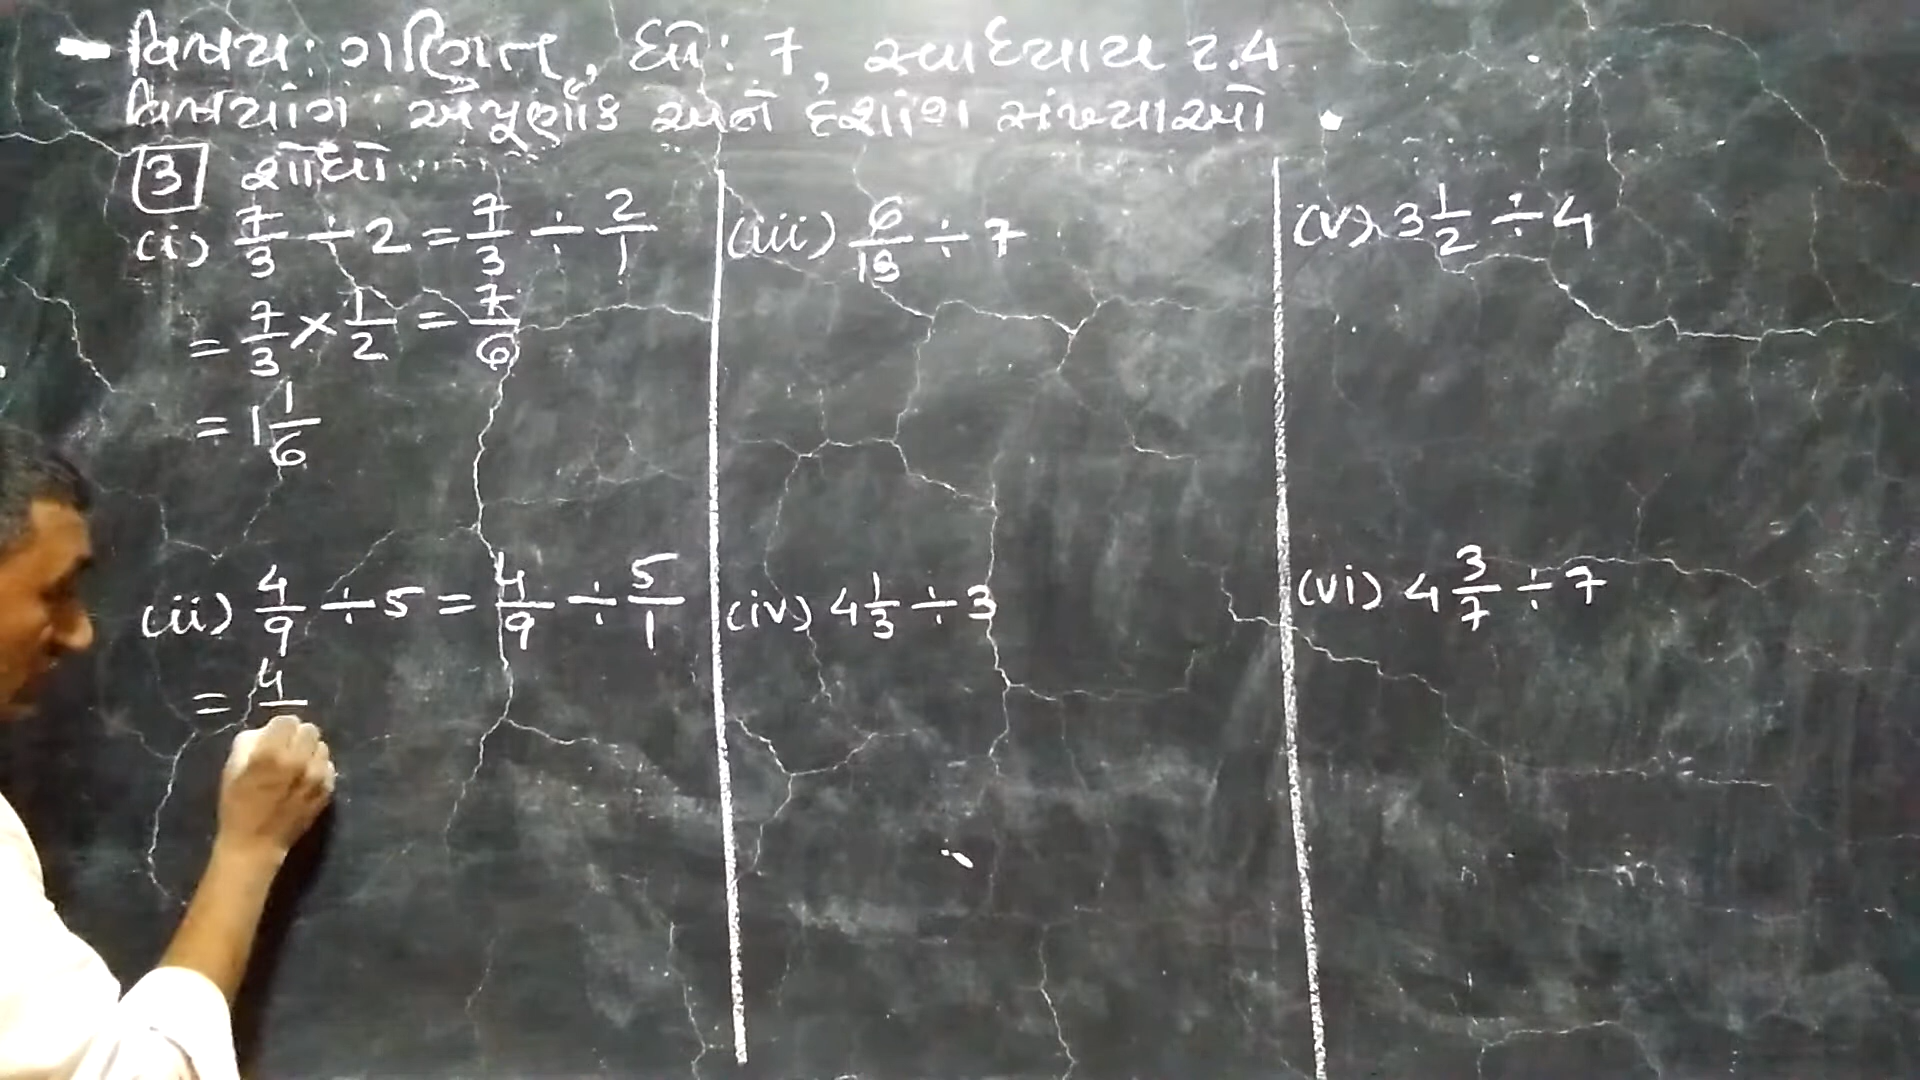 વિષય: ગણિત, ધો: 7, સ્વાધ્યાય 2.4
વિષયાંગ: અપૂર્ણાંક અને દશાંશ સંખ્યાઓ
3 શોધો.
(i) 7/3 ÷ 2 = 7/3 ÷ 2/1
= 7/3 × 1/2 = 7/6
= 1 1/6
(ii) 4/9 ÷ 5 = 4/9 ÷ 5/1
= 4/
(iii) 6/13 ÷ 7
(iv) 4 1/3 ÷ 3
(v) 3 1/2 ÷ 4
(vi) 4 3/7 ÷ 7